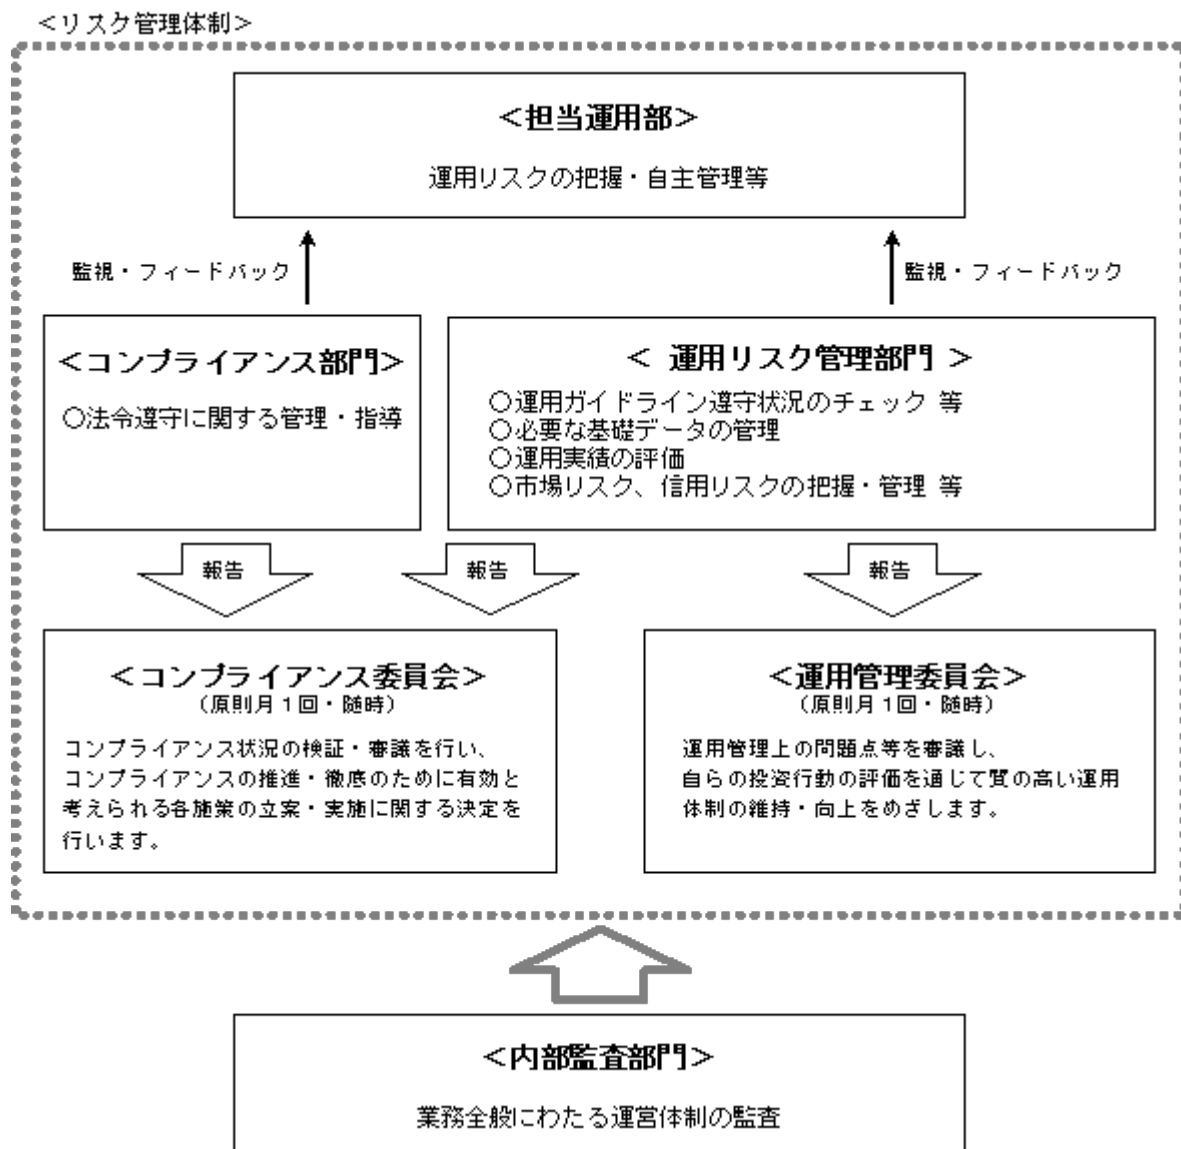 <リスク管理体制>
<担当運用部>
運用リスクの把握・自主管理等
監視・フィードバック
監視・フィードバック
<コンプライアンス部門>
○法令遵守に関する管理・指導
< 運用リスク管理部門 >
○運用ガイドライン遵守状況のチェック 等
○必要な基礎データの管理
○運用実績の評価
○市場リスク、信用リスクの把握・管理 等
報告
報告
報告
<コンプライアンス委員会>
(原則月1回・随時)
コンプライアンス状況の検証・審議を行い、
コンプライアンスの推進・徹底のために有効と
考えられる各施策の立案・実施に関する決定を
行います。
<運用管理委員会>
(原則月1回・随時)
運用管理上の問題点等を審議し、
自らの投資行動の評価を通じて質の高い運用
体制の維持・向上をめざします。
<内部監査部門>
業務全般にわたる運営体制の監査